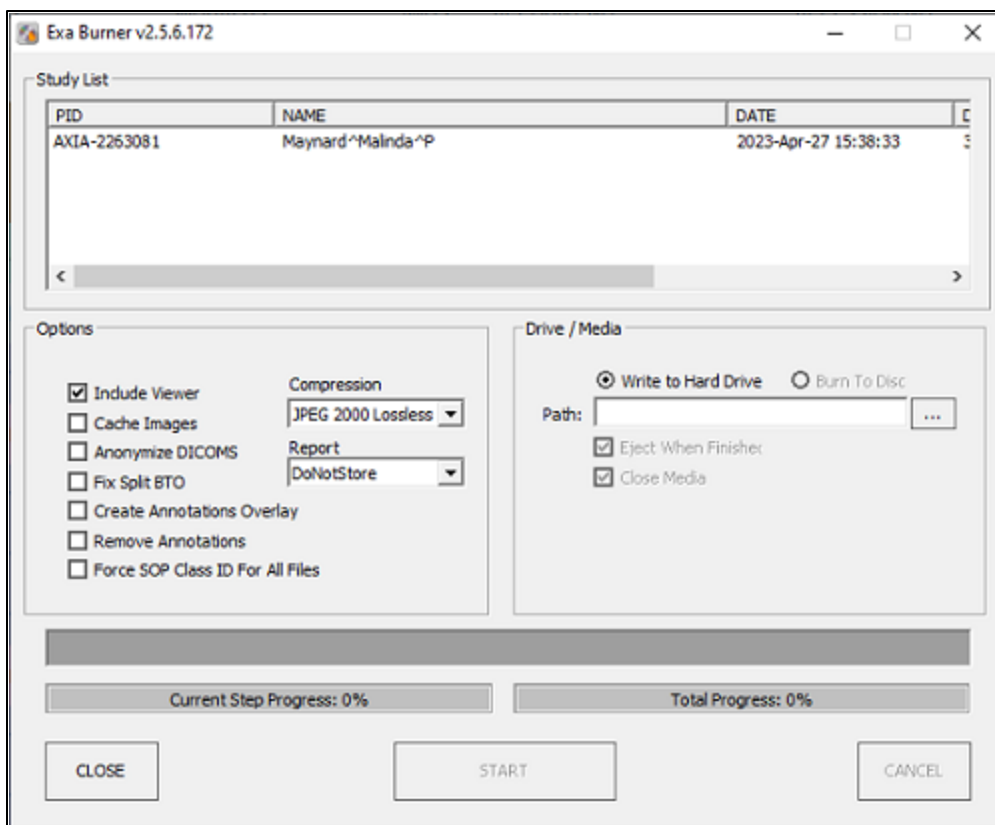 Exa Burner v2.5.6.172
Study List
PID NAME DATE
AXIA-2263081 Maynard^Malinda^P 2023-Apr-27 15:38:33
Options
Include Viewer
Cache Images
Anonymize DICOMS
Fix Split BTO
Create Annotations Overlay
Remove Annotations
Force SOP Class ID For All Files
Compression
JPEG 2000 Lossless
Report
DoNotStore
Drive / Media
Write to Hard Drive Burn To Disc
Path: ...
Eject When Finished
Close Media
Current Step Progress: 0% Total Progress: 0%
CLOSE START CANCEL